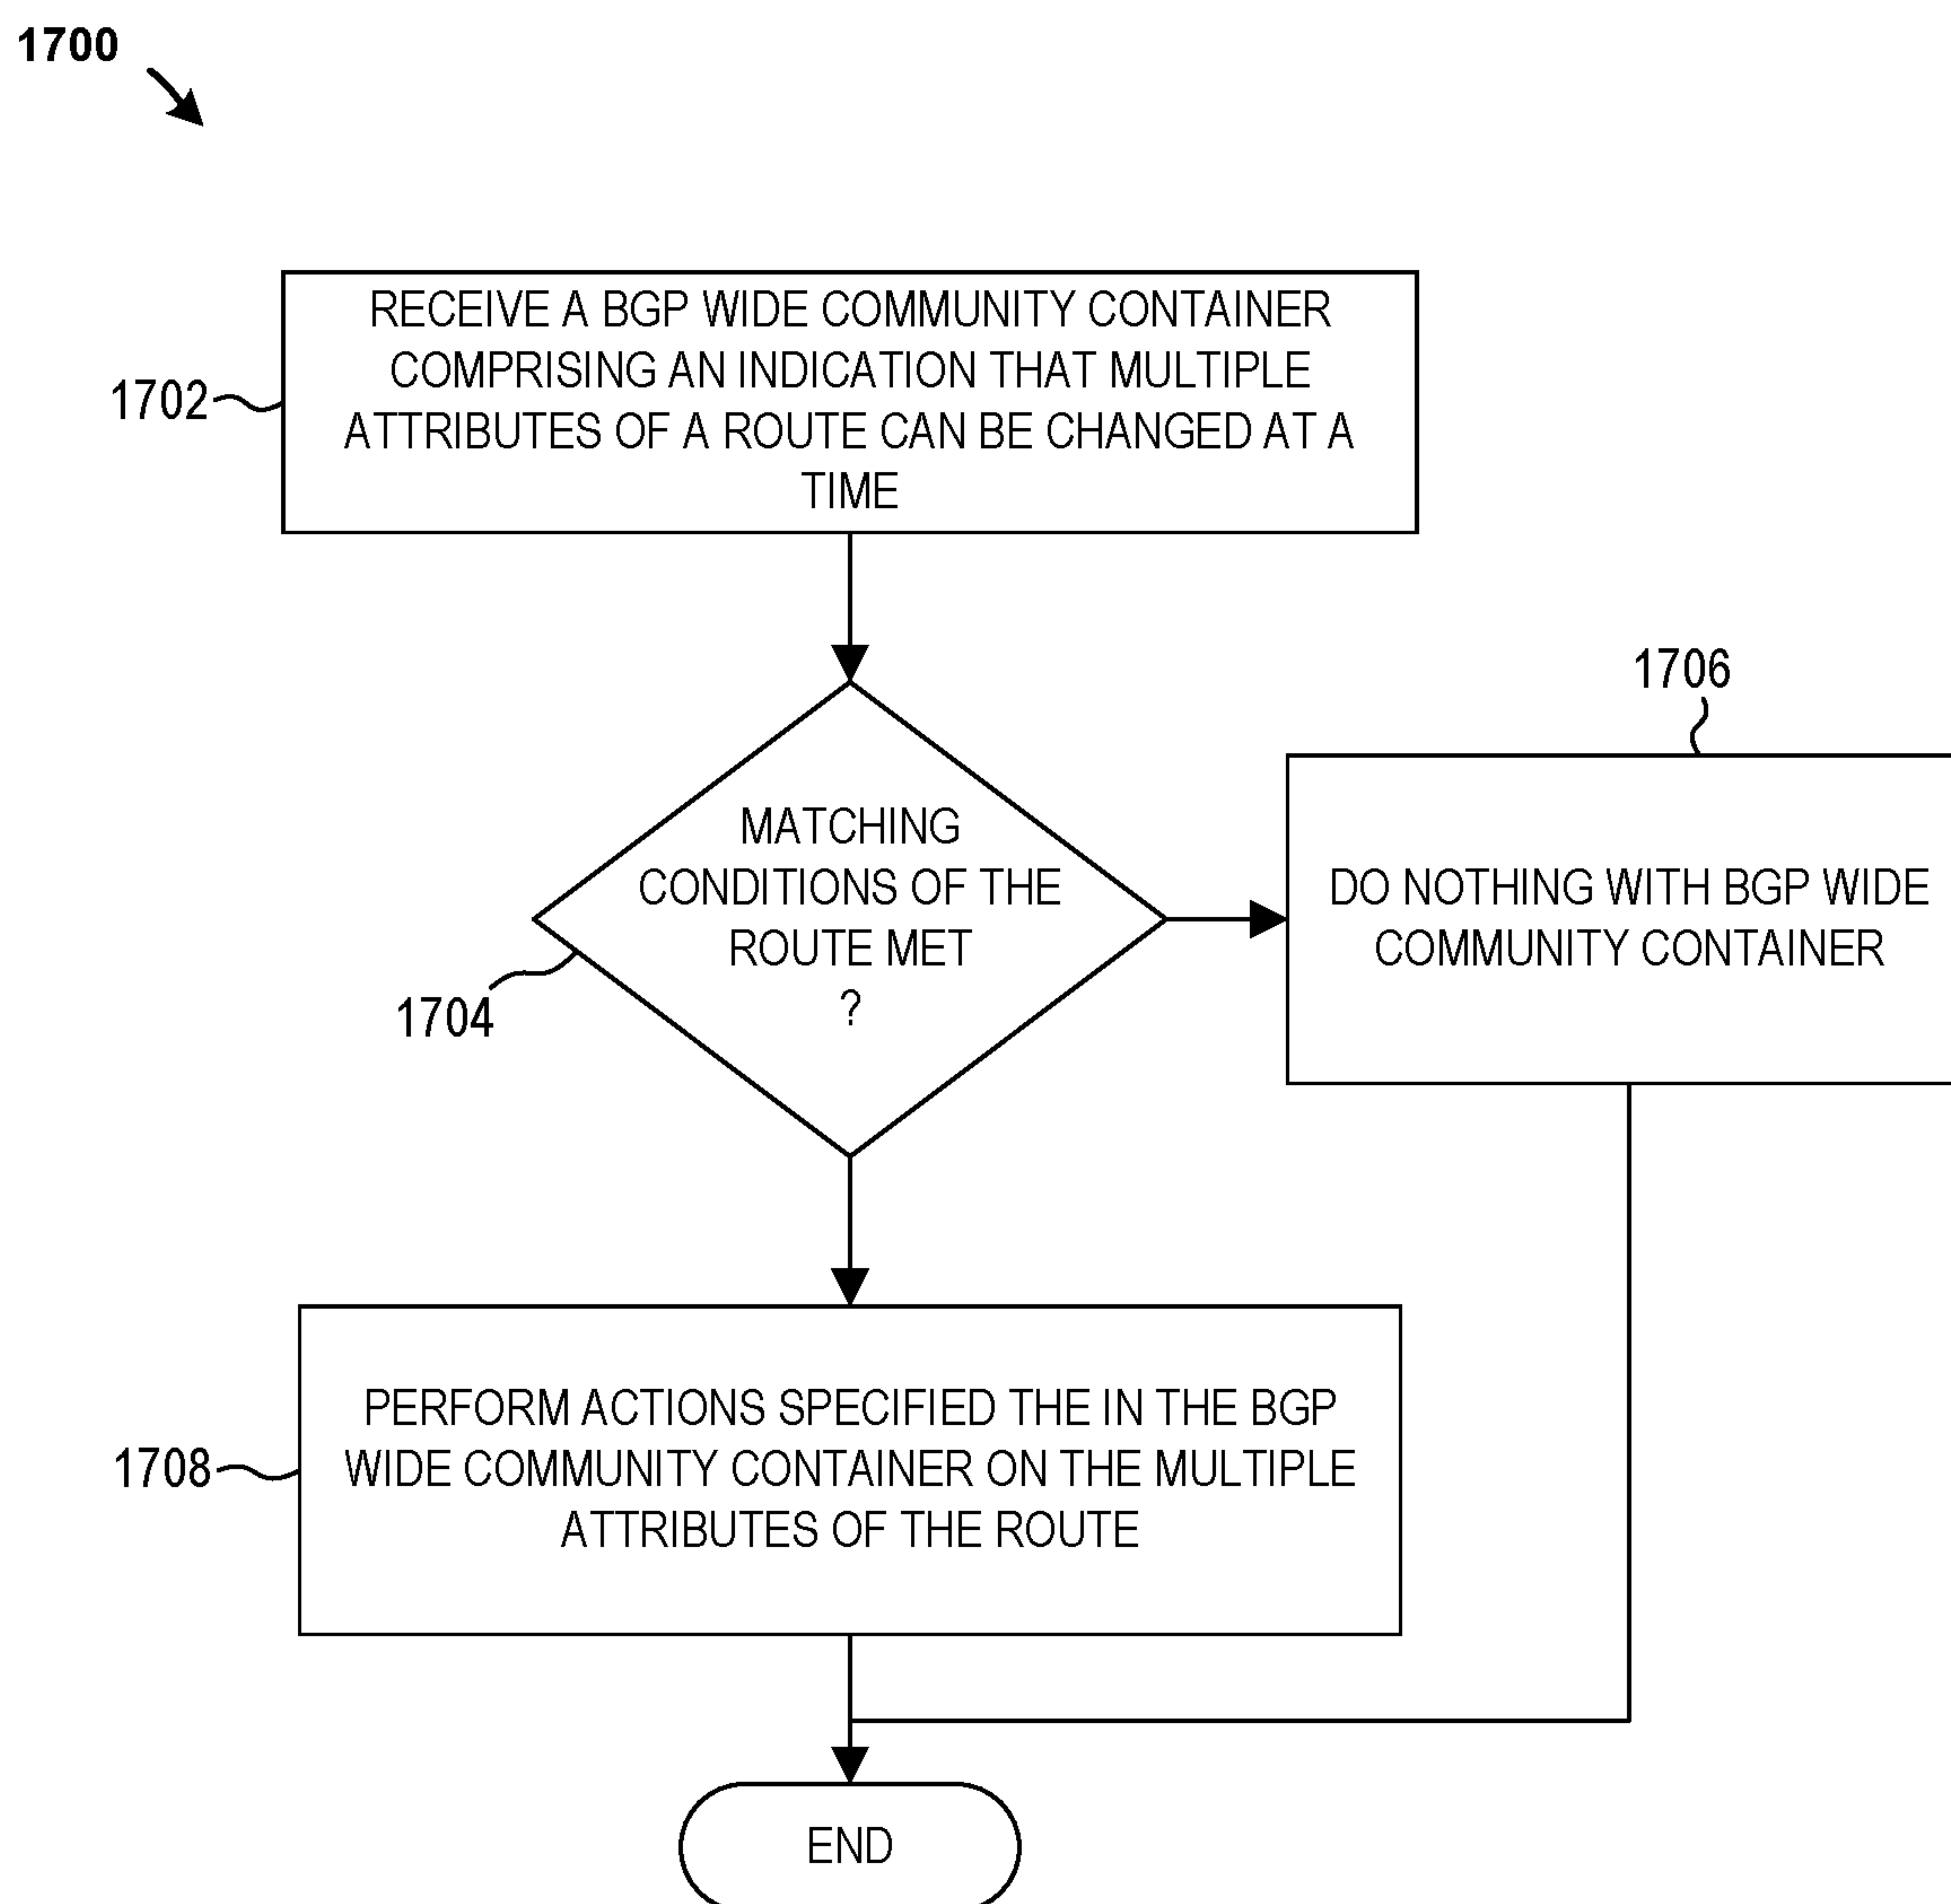 1700
RECEIVE A BGP WIDE COMMUNITY CONTAINER
COMPRISING AN INDICATION THAT MULTIPLE
ATTRIBUTES OF A ROUTE CAN BE CHANGED AT A
TIME
1702
MATCHING
CONDITIONS OF THE
ROUTE MET
?
1704
1706
DO NOTHING WITH BGP WIDE
COMMUNITY CONTAINER
PERFORM ACTIONS SPECIFIED THE IN THE BGP
WIDE COMMUNITY CONTAINER ON THE MULTIPLE
ATTRIBUTES OF THE ROUTE
1708
END